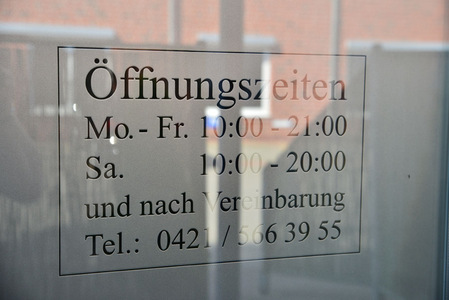 Öffnungszeiten
Mo. - Fr. 10:00 - 21:00
Sa. 10:00 - 20:00
und nach Vereinbarung
Tel.: 0421 / 566 39 55